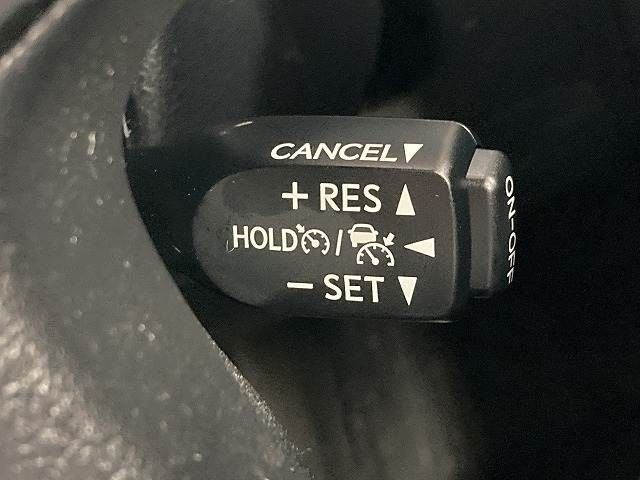 CANCEL▼
+ RES ▲
HOLD / ◀
− SET ▼
ON-OFF